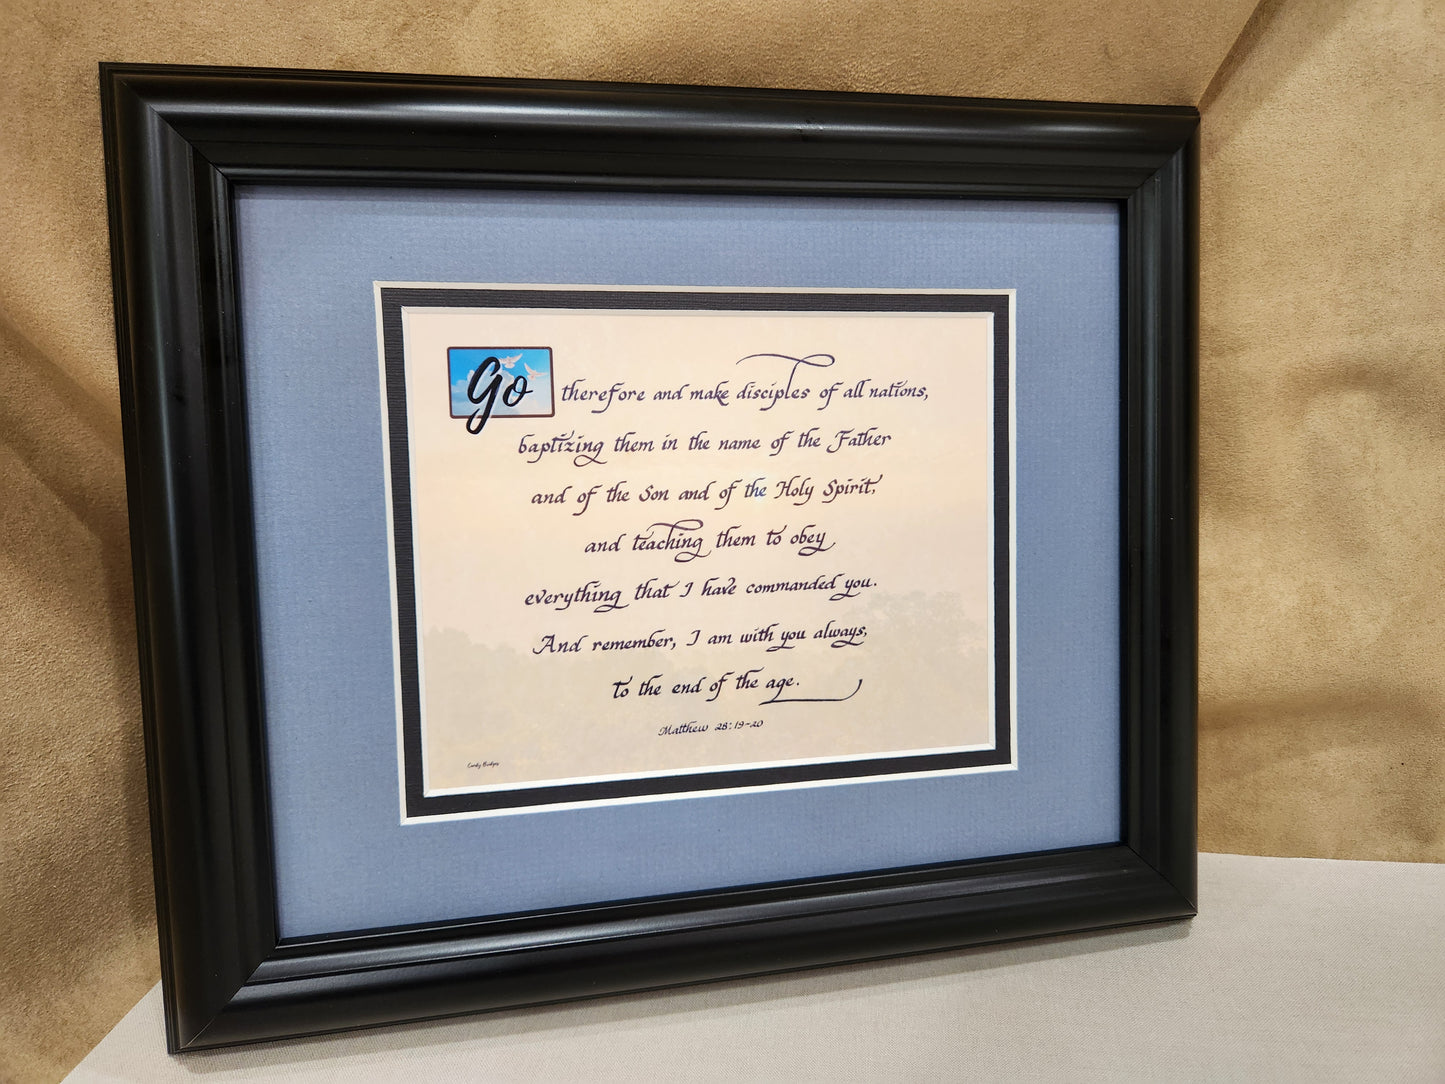 Go therefore and make disciples of all nations,
baptizing them in the name of the Father
and of the Son and of the Holy Spirit,
and teaching them to obey
everything that I have commanded you.
And remember, I am with you always,
to the end of the age.
Matthew 28:19-20
Cindy Bridges